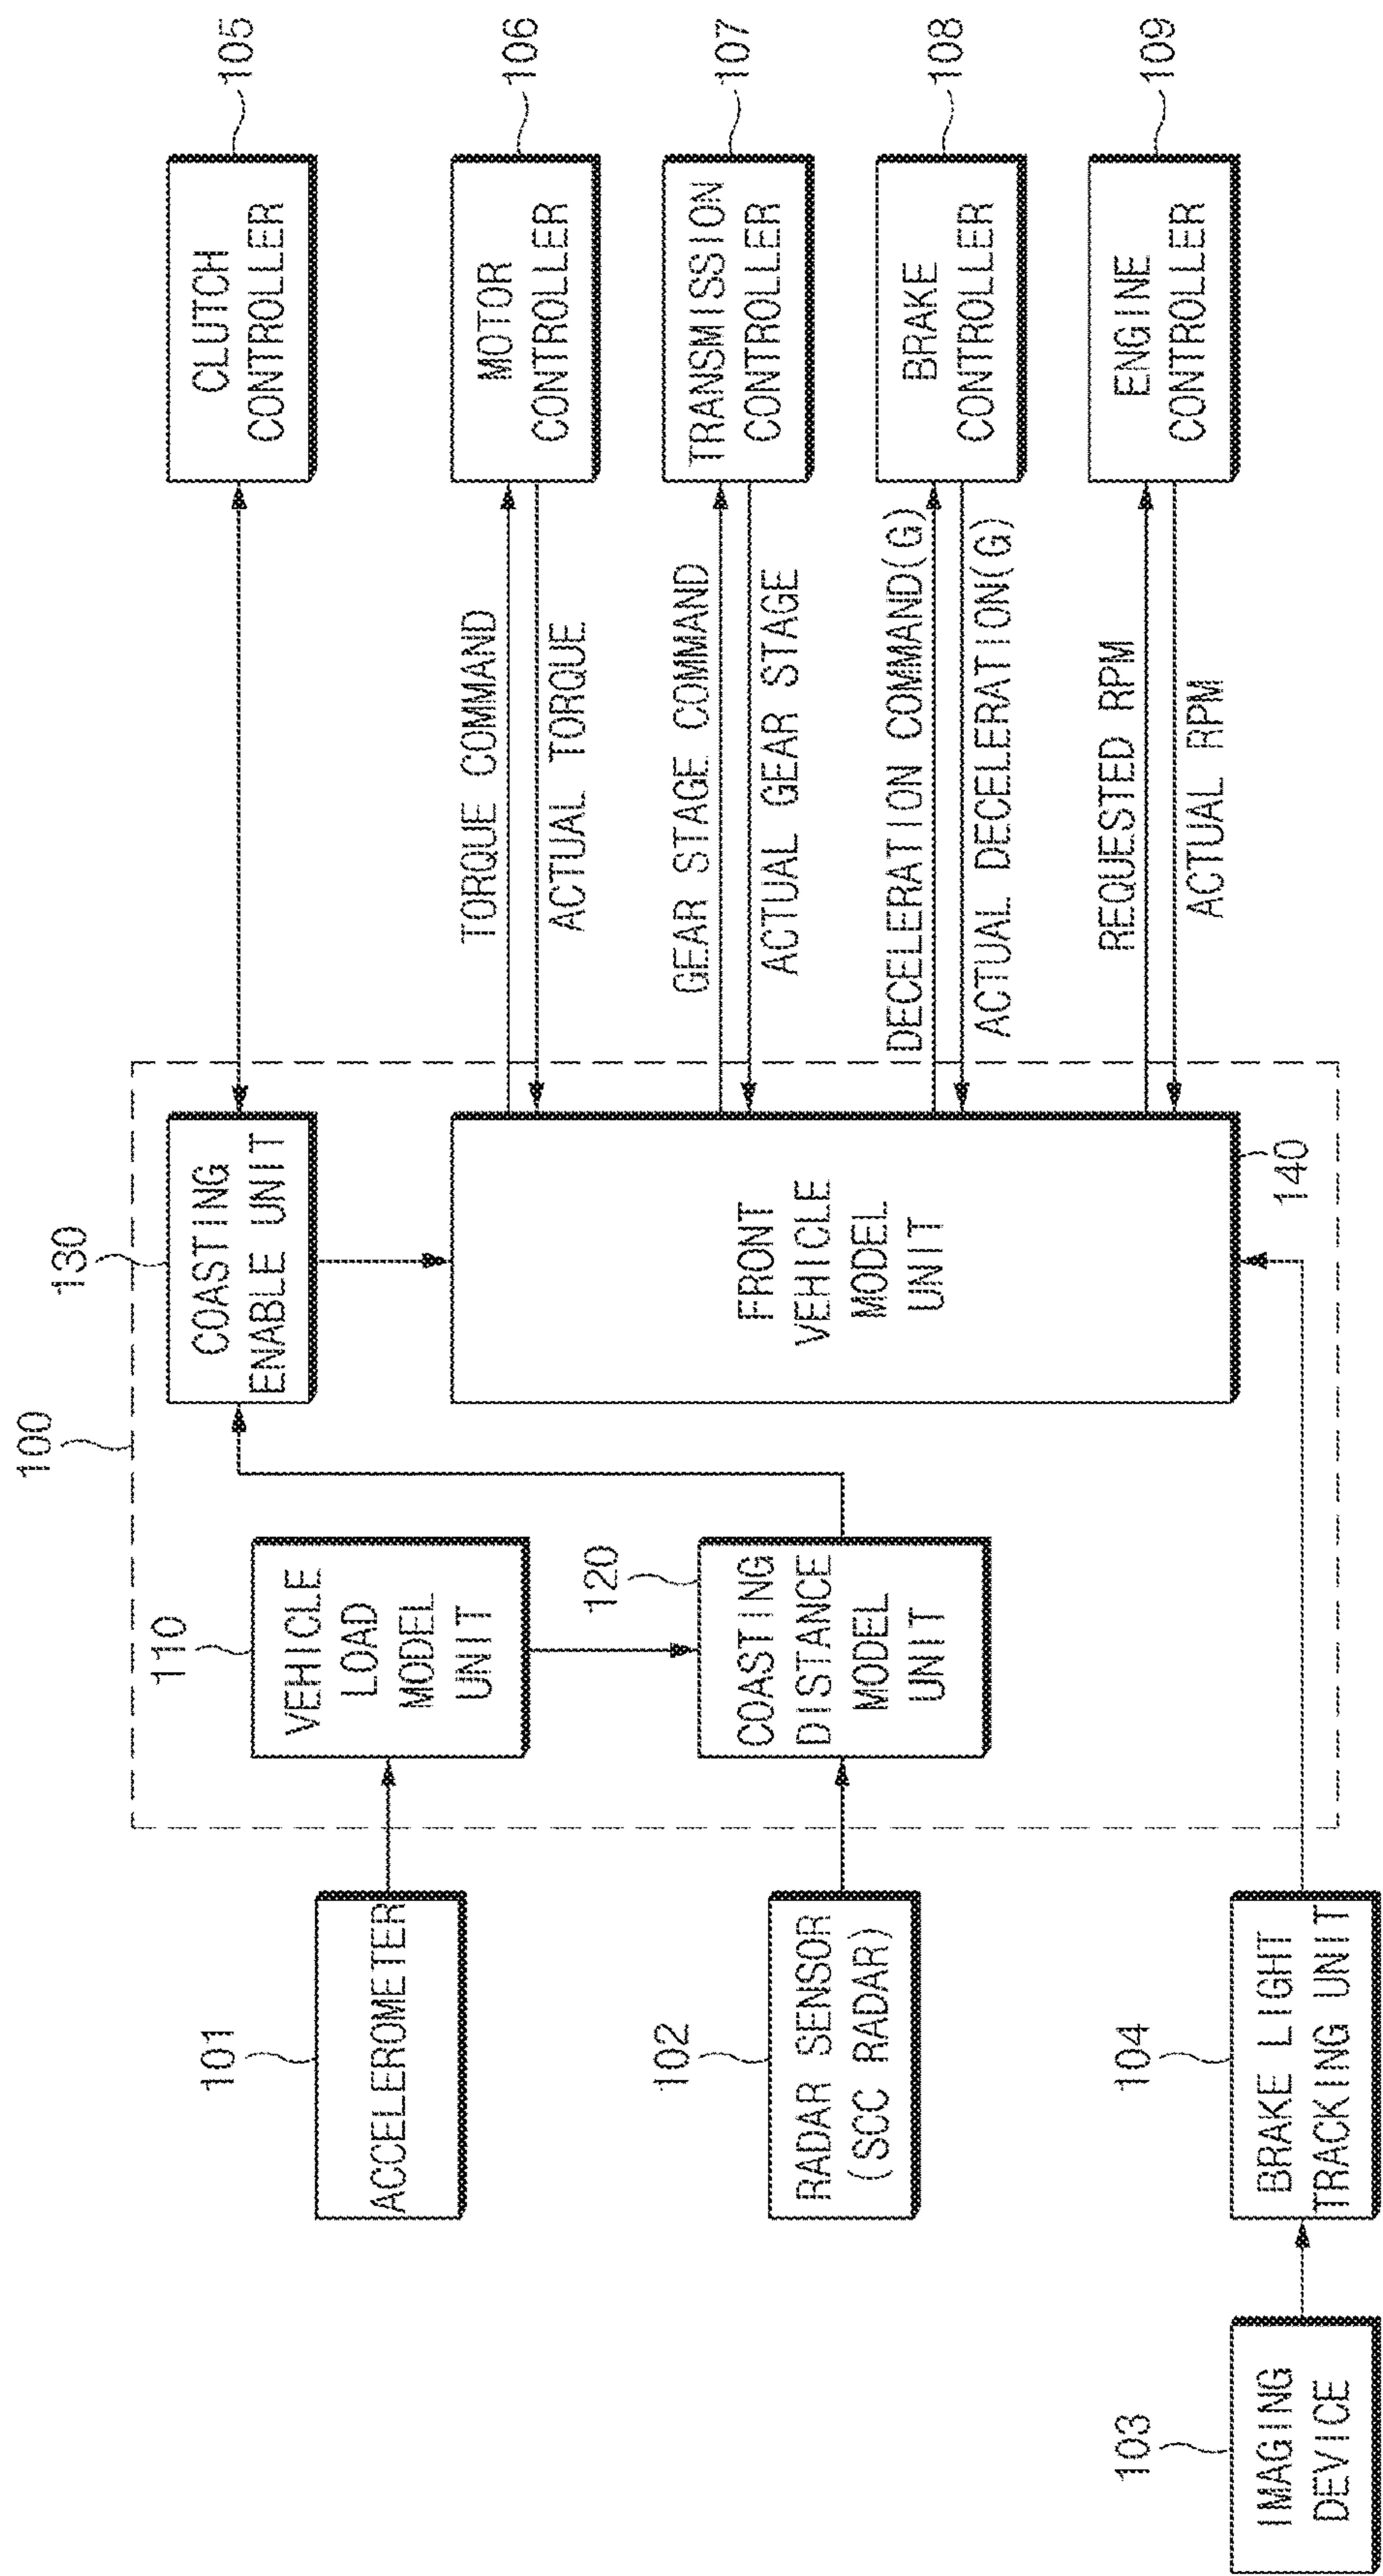 100
101
ACCELEROMETER
110
VEHICLE
LOAD
MODEL
UNIT
130
COASTING
ENABLE UNIT
CLUTCH
CONTROLLER
105
102
RADAR SENSOR
(SCC RADAR)
120
COASTING
DISTANCE
MODEL
UNIT
FRONT
VEHICLE
MODEL
UNIT
140
TORQUE COMMAND
ACTUAL TORQUE
MOTOR
CONTROLLER
106
GEAR STAGE COMMAND
ACTUAL GEAR STAGE
TRANSMISSION
CONTROLLER
107
DECELERATION COMMAND(G)
ACTUAL DECELERATION(G)
BRAKE
CONTROLLER
108
REQUESTED RPM
ACTUAL RPM
ENGINE
CONTROLLER
109
103
IMAGING
DEVICE
104
BRAKE LIGHT
TRACKING UNIT